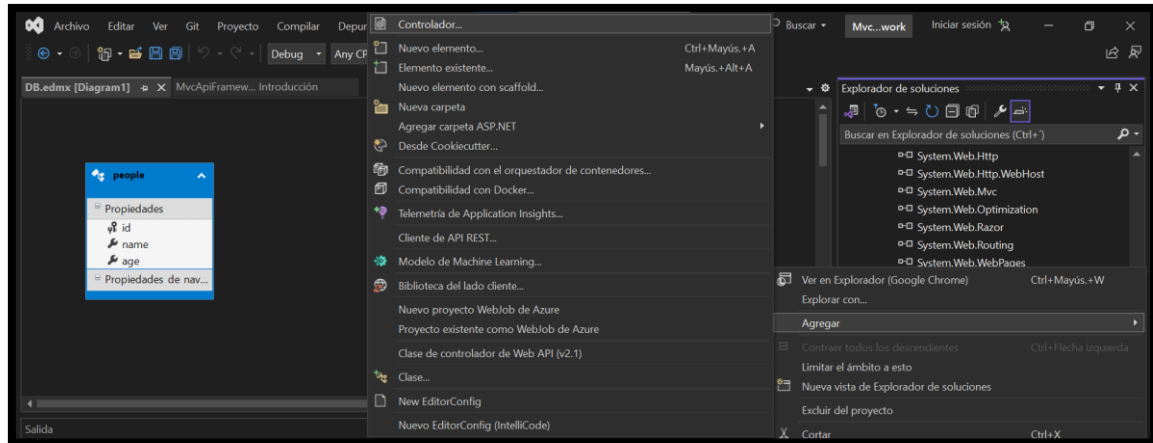 Archivo Editar Ver Git Proyecto Compilar Depur
Buscar Mvc...work Iniciar sesión
Debug Any CP
DB.edmx [Diagram1] MvcApiFramew... Introducción
people
Propiedades
id
name
age
Propiedades de nav...
Salida
Controlador...
Nuevo elemento... Ctrl+Mayús.+A
Elemento existente... Mayús.+Alt+A
Nuevo elemento con scaffold...
Nueva carpeta
Agregar carpeta ASP.NET
Desde Cookiecutter...
Compatibilidad con el orquestador de contenedores...
Compatibilidad con Docker...
Telemetría de Application Insights...
Cliente de API REST...
Modelo de Machine Learning...
Biblioteca del lado cliente...
Nuevo proyecto WebJob de Azure
Proyecto existente como WebJob de Azure
Clase de controlador de Web API (v2.1)
Clase...
New EditorConfig
Nuevo EditorConfig (IntelliCode)
Explorador de soluciones
Buscar en Explorador de soluciones (Ctrl+´)
System.Web.Http
System.Web.Http.WebHost
System.Web.Mvc
System.Web.Optimization
System.Web.Razor
System.Web.Routing
System.Web.WebPages
Ver en Explorador (Google Chrome) Ctrl+Mayús.+W
Explorar con...
Agregar
Contraer todos los descendientes Ctrl+Flecha izquierda
Limitar el ámbito a esto
Nueva vista de Explorador de soluciones
Excluir del proyecto
Cortar Ctrl+X